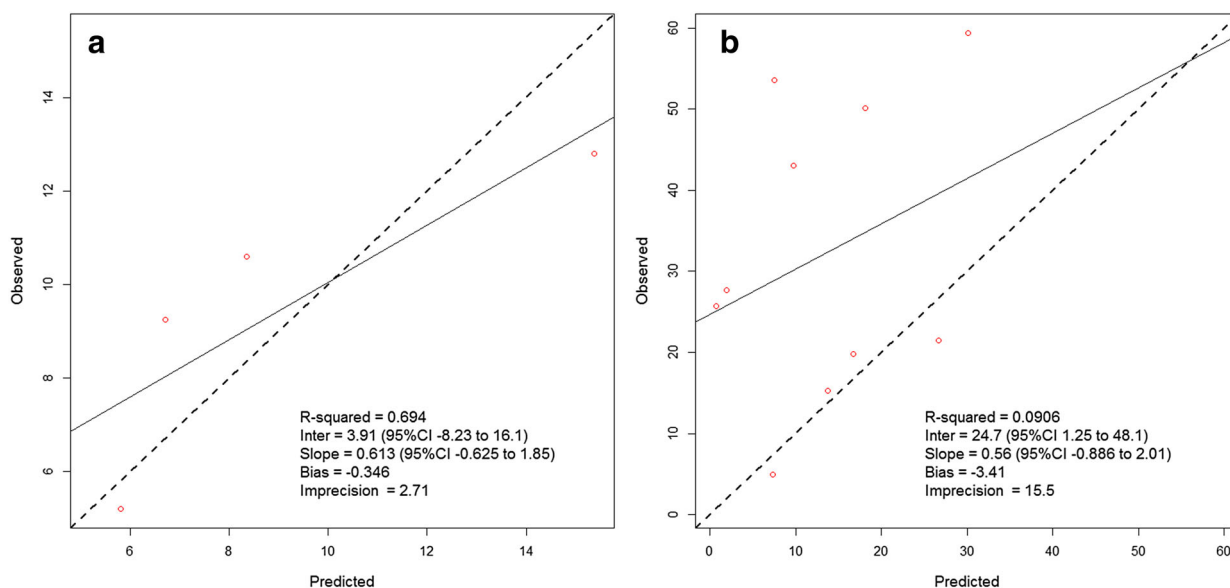 a
14
12
10
8
6
Observed
R-squared = 0.694
Inter = 3.91 (95%CI -8.23 to 16.1)
Slope = 0.613 (95%CI -0.625 to 1.85)
Bias = -0.346
Imprecision = 2.71
6 8 10 12 14
Predicted
b
60
50
40
30
20
10
0
Observed
R-squared = 0.0906
Inter = 24.7 (95%CI 1.25 to 48.1)
Slope = 0.56 (95%CI -0.886 to 2.01)
Bias = -3.41
Imprecision = 15.5
0 10 20 30 40 50 60
Predicted